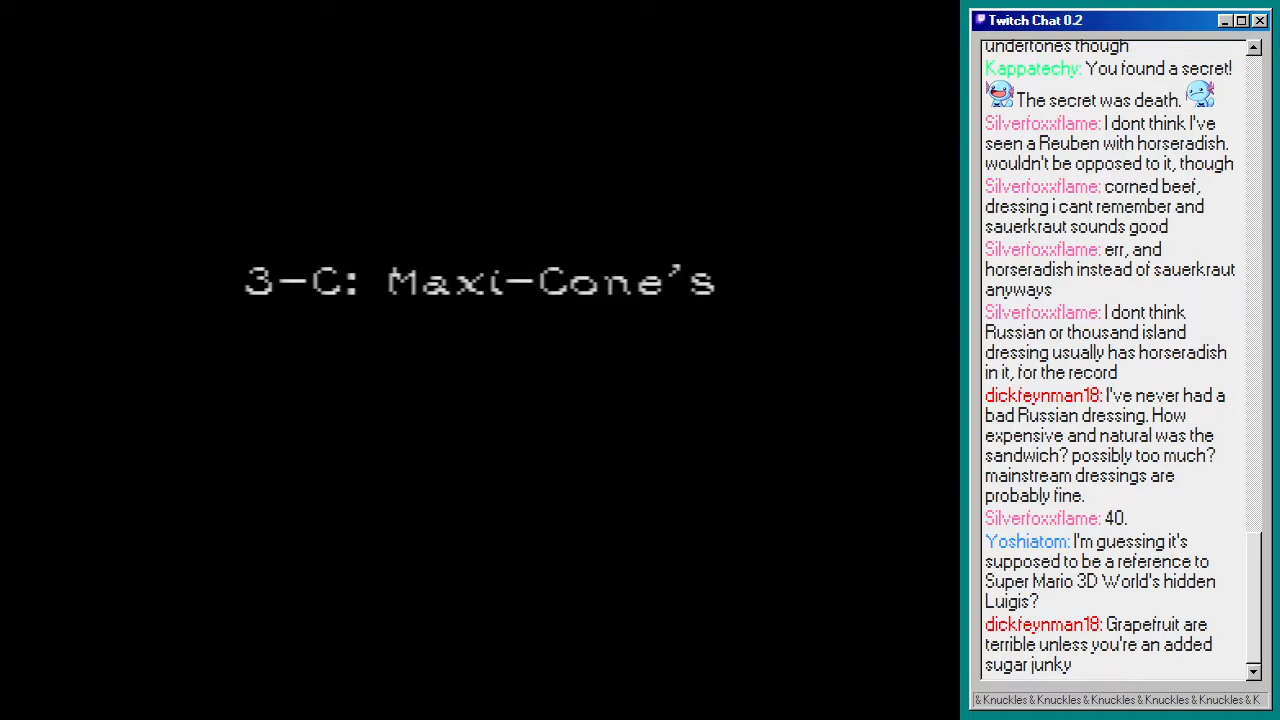 3-C: Maxi-Cone's
Twitch Chat 0.2
undertones though
Kappatechy: You found a secret!
The secret was death.
Silverfoxxflame: I dont think I've
seen a Reuben with horseradish.
wouldn't be opposed to it, though
Silverfoxxflame: corned beef,
dressing i cant remember and
sauerkraut sounds good
Silverfoxxflame: err, and
horseradish instead of sauerkraut
anyways
Silverfoxxflame: I dont think
Russian or thousand island
dressing usually has horseradish
in it, for the record
dickfeynman18: I've never had a
bad Russian dressing. How
expensive and natural was the
sandwich? possibly too much?
mainstream dressings are
probably fine.
Silverfoxxflame: 40.
Yoshiatom: I'm guessing it's
supposed to be a reference to
Super Mario 3D World's hidden
Luigis?
dickfeynman18: Grapefruit are
terrible unless you're an added
sugar junky
& Knuckles & Knuckles & Knuckles & Knuckles & Knuckles & K